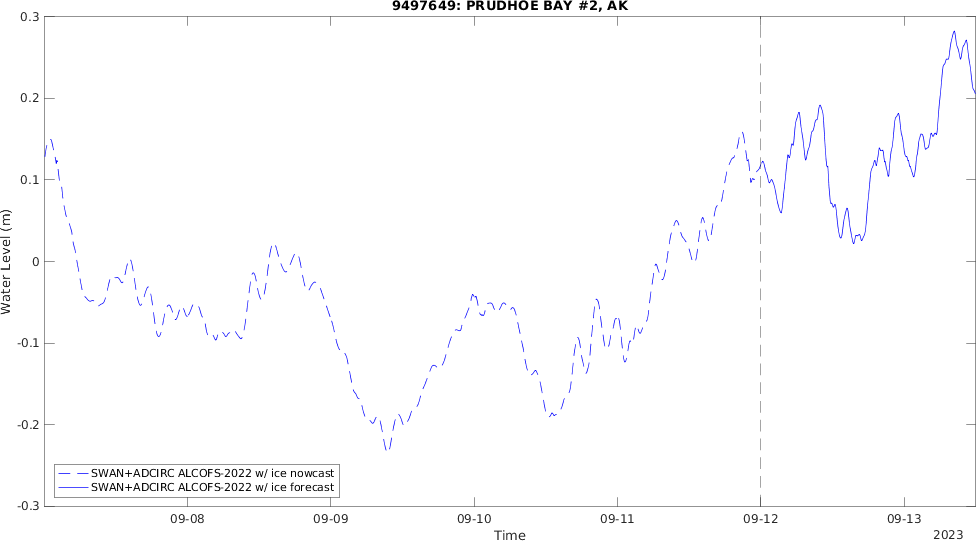 9497649: PRUDHOE BAY #2, AK
0.3
0.2
0.1
0
-0.1
-0.2
-0.3
Water Level (m)
SWAN+ADCIRC ALCOFS-2022 w/ ice nowcast
SWAN+ADCIRC ALCOFS-2022 w/ ice forecast
09-08 09-09 09-10 09-11 09-12 09-13
Time
2023